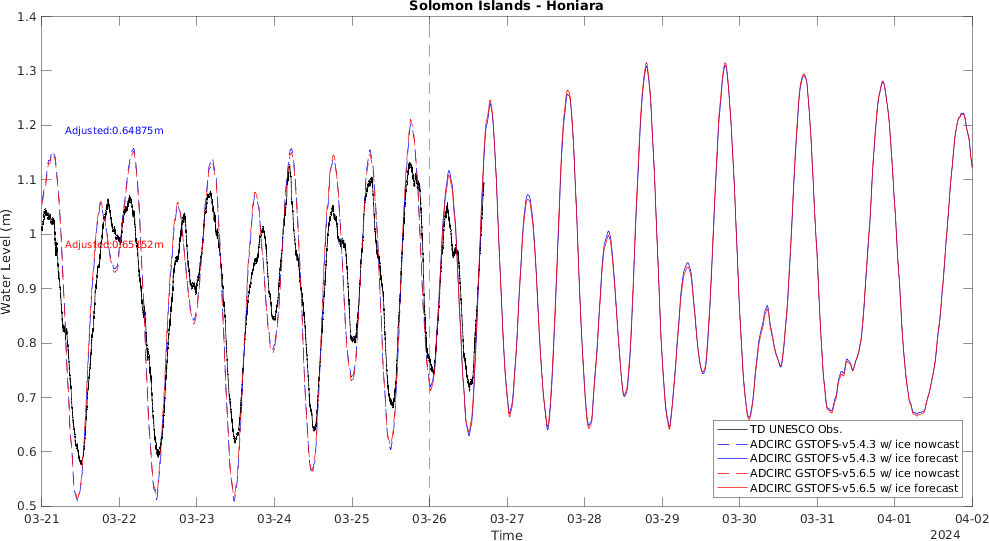 Solomon Islands - Honiara
1.4
1.3
1.2
1.1
1
0.9
0.8
0.7
0.6
0.5
Water Level (m)
Adjusted:0.64875m
Adjusted:0.65152m
03-21
03-22
03-23
03-24
03-25
03-26
03-27
03-28
03-29
03-30
03-31
04-01
04-02
Time
2024
TD UNESCO Obs.
ADCIRC GSTOFS-v5.4.3 w/ ice nowcast
ADCIRC GSTOFS-v5.4.3 w/ ice forecast
ADCIRC GSTOFS-v5.6.5 w/ ice nowcast
ADCIRC GSTOFS-v5.6.5 w/ ice forecast